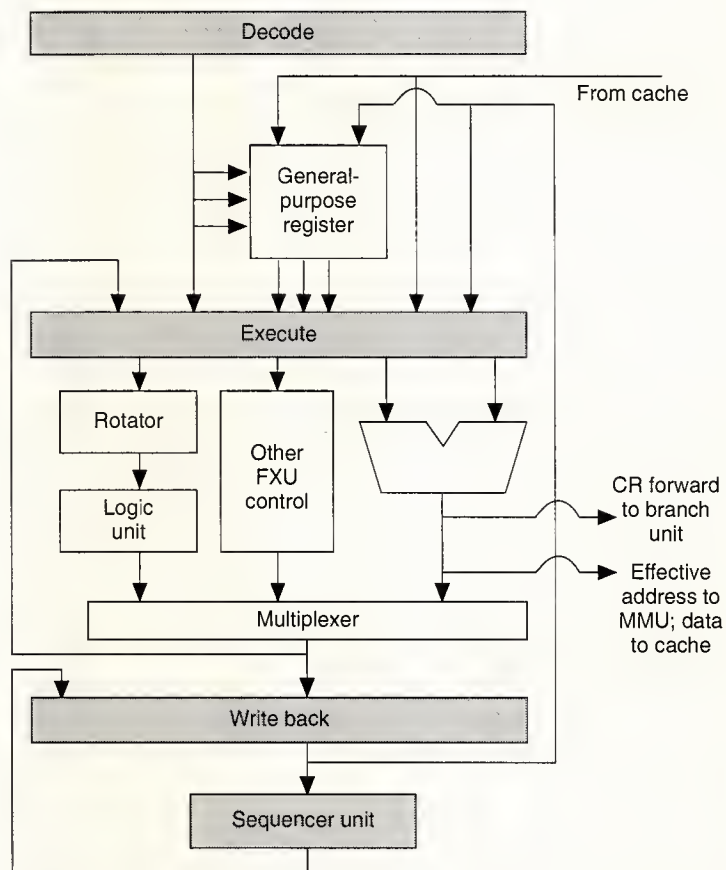 Decode
From cache
General-
purpose
register
Execute
Rotator
Other
FXU
control
Logic
unit
CR forward
to branch
unit
Effective
address to
MMU; data
to cache
Multiplexer
Write back
Sequencer unit